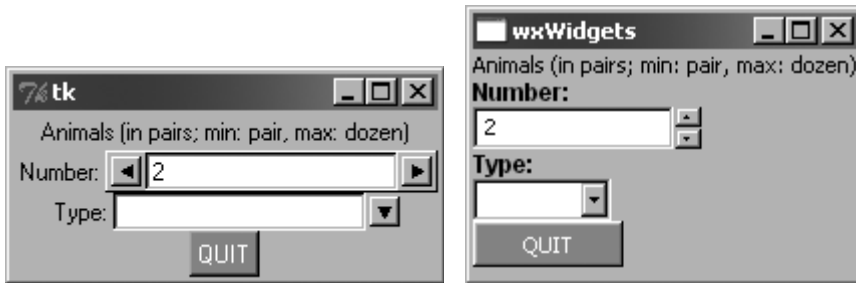 tk
Animals (in pairs; min: pair, max: dozen)
Number: 2
Type:
QUIT
wxWidgets
Animals (in pairs; min: pair, max: dozen)
Number:
2
Type:
QUIT